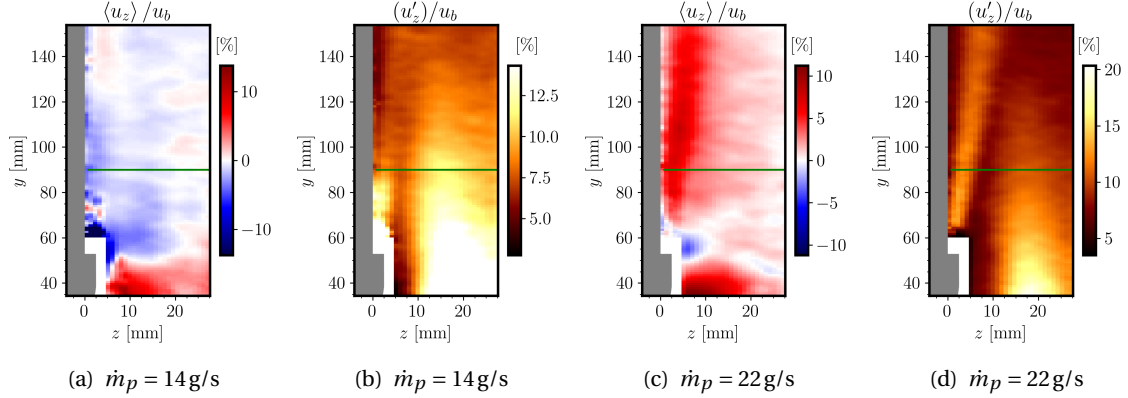 ⟨u_z⟩/u_b
[%]
140
120
100
80
60
40
y [mm]
0 10 20
z [mm]
10
0
−10
(a) ṁ_p = 14 g/s
(u′_z)/u_b
[%]
140
120
100
80
60
40
y [mm]
0 10 20
z [mm]
12.5
10.0
7.5
5.0
(b) ṁ_p = 14 g/s
⟨u_z⟩/u_b
[%]
140
120
100
80
60
40
y [mm]
0 10 20
z [mm]
10
5
0
−5
−10
(c) ṁ_p = 22 g/s
(u′_z)/u_b
[%]
140
120
100
80
60
40
y [mm]
0 10 20
z [mm]
20
15
10
5
(d) ṁ_p = 22 g/s